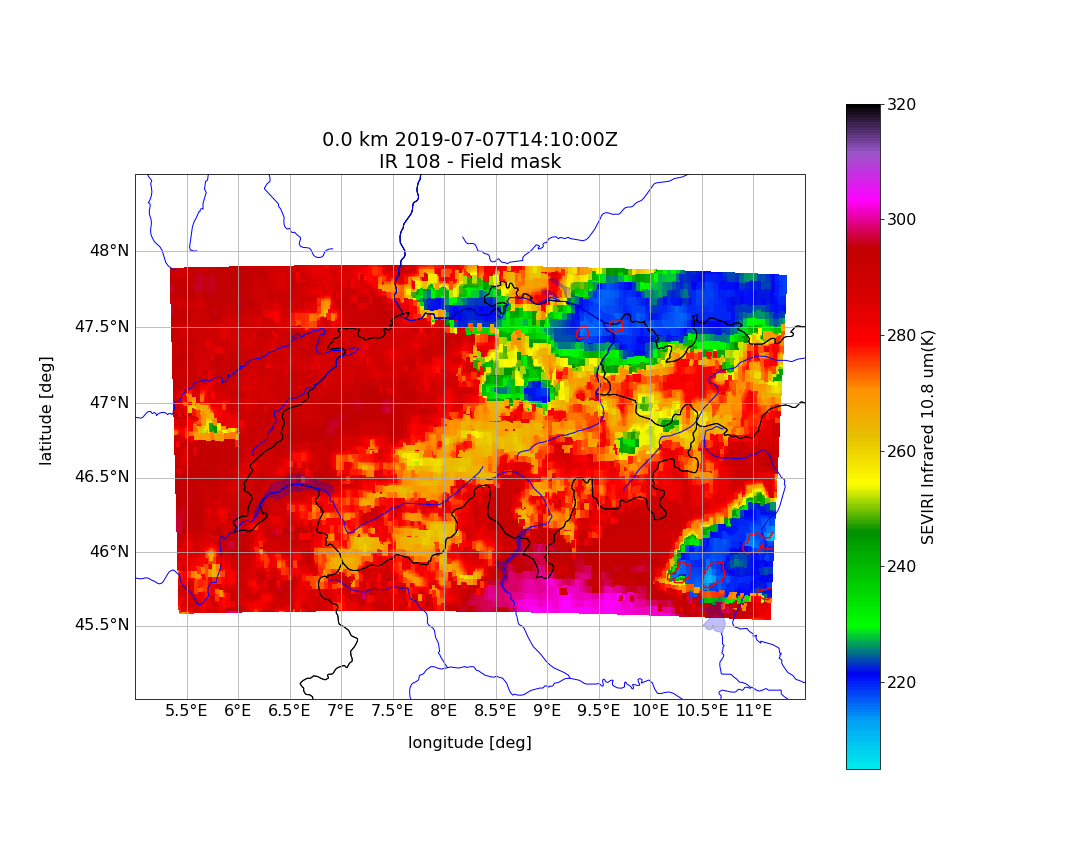 0.0 km 2019-07-07T14:10:00Z
IR 108 - Field mask
48°N
47.5°N
47°N
46.5°N
46°N
45.5°N
latitude [deg]
5.5°E 6°E 6.5°E 7°E 7.5°E 8°E 8.5°E 9°E 9.5°E 10°E 10.5°E 11°E
longitude [deg]
320
300
280
260
240
220
SEVIRI Infrared 10.8 um(K)